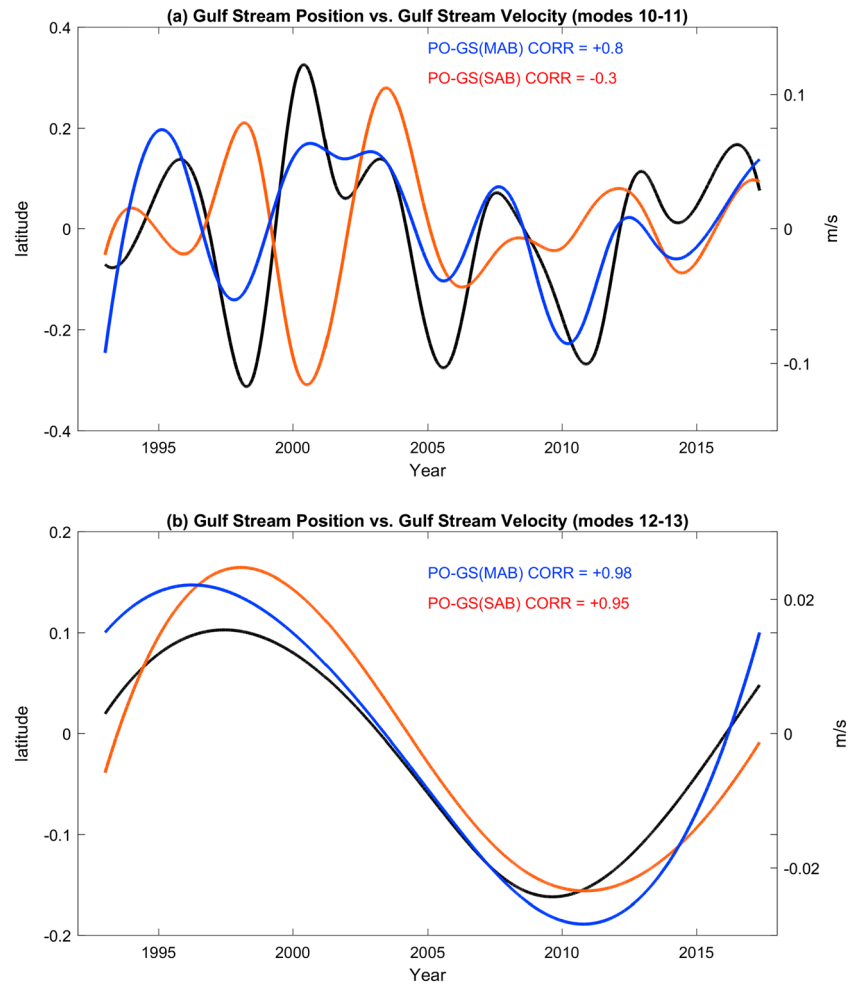 (a) Gulf Stream Position vs. Gulf Stream Velocity (modes 10-11)
PO-GS(MAB) CORR = +0.8
PO-GS(SAB) CORR = -0.3
0.4
0.2
0
-0.2
-0.4
latitude
0.1
0
-0.1
m/s
1995 2000 2005 2010 2015
Year
(b) Gulf Stream Position vs. Gulf Stream Velocity (modes 12-13)
PO-GS(MAB) CORR = +0.98
PO-GS(SAB) CORR = +0.95
0.2
0.1
0
-0.1
-0.2
latitude
0.02
0
-0.02
m/s
1995 2000 2005 2010 2015
Year